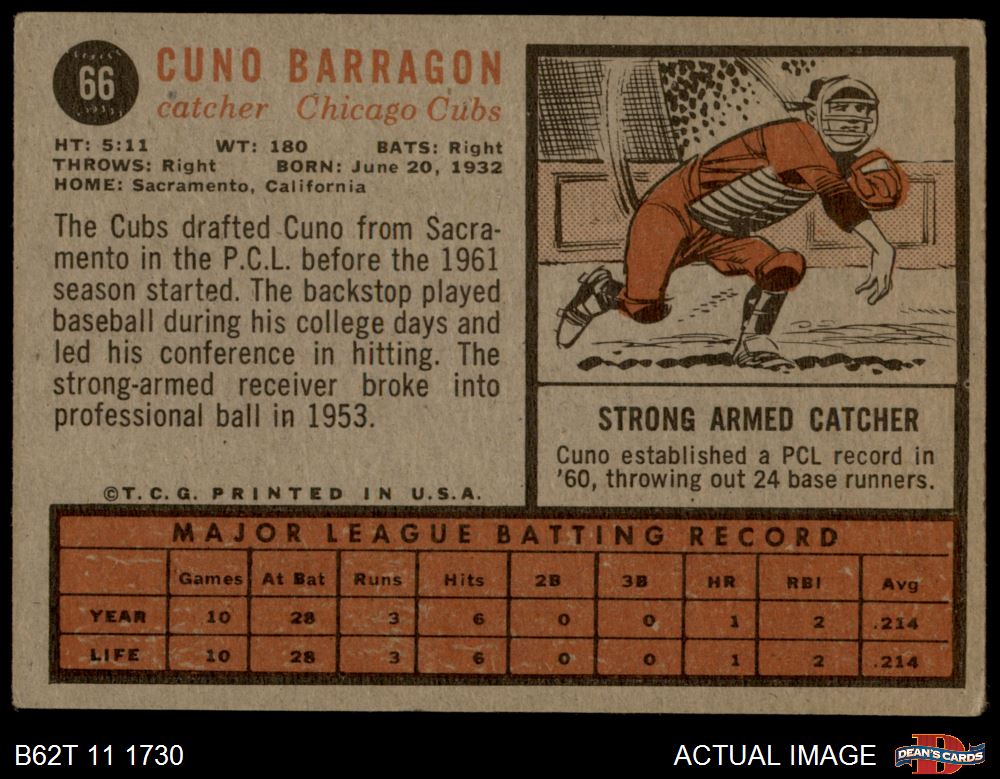 66
CUNO BARRAGON
catcher Chicago Cubs
HT: 5:11 WT: 180 BATS: Right
THROWS: Right BORN: June 20, 1932
HOME: Sacramento, California
The Cubs drafted Cuno from Sacra-
mento in the P.C.L. before the 1961
season started. The backstop played
baseball during his college days and
led his conference in hitting. The
strong-armed receiver broke into
professional ball in 1953.
©T.C.G. PRINTED IN U.S.A.
STRONG ARMED CATCHER
Cuno established a PCL record in
'60, throwing out 24 base runners.
MAJOR LEAGUE BATTING RECORD
Games At Bat Runs Hits 2B 3B HR RBI Avg
YEAR 10 28 3 6 0 0 1 2 .214
LIFE 10 28 3 6 0 0 1 2 .214
B62T 11 1730
ACTUAL IMAGE
D
DEAN'S CARDS